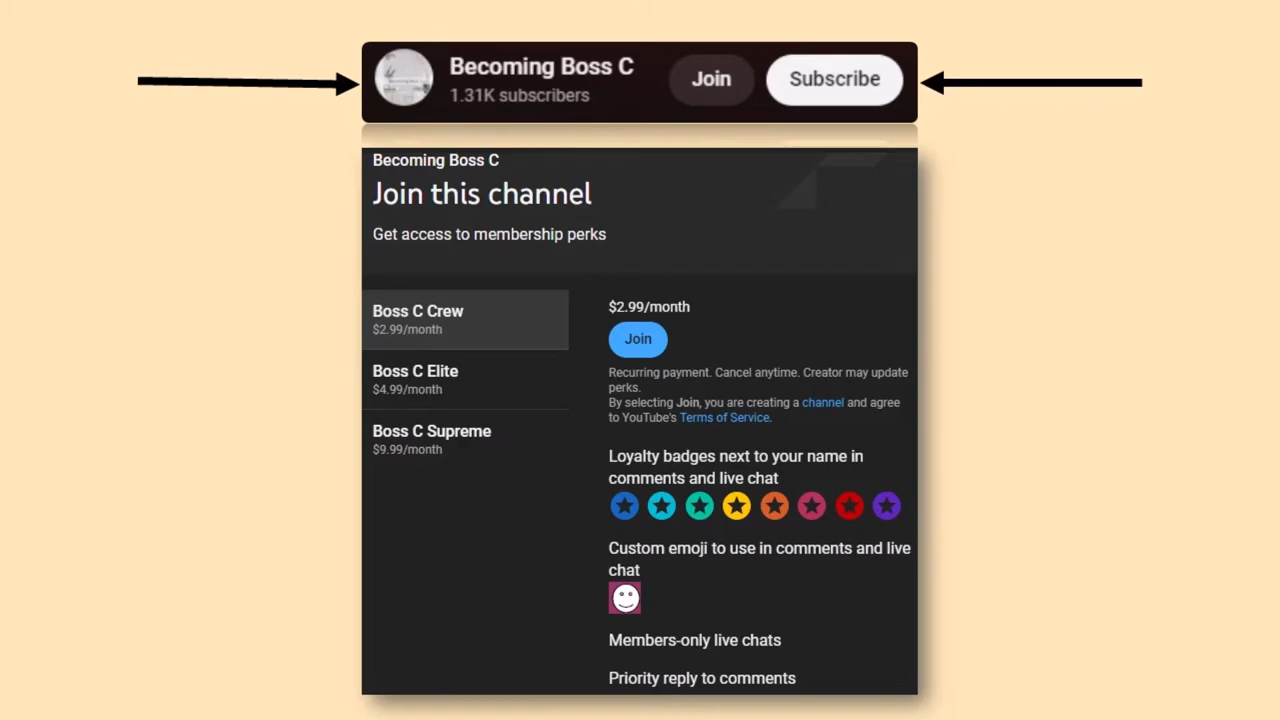 Becoming Boss C
1.31K subscribers
Join
Subscribe
Becoming Boss C
Join this channel
Get access to membership perks
Boss C Crew
$2.99/month
Boss C Elite
$4.99/month
Boss C Supreme
$9.99/month
$2.99/month
Join
Recurring payment. Cancel anytime. Creator may update
perks.
By selecting Join, you are creating a channel and agree
to YouTube's Terms of Service.
Loyalty badges next to your name in
comments and live chat
Custom emoji to use in comments and live
chat
Members-only live chats
Priority reply to comments